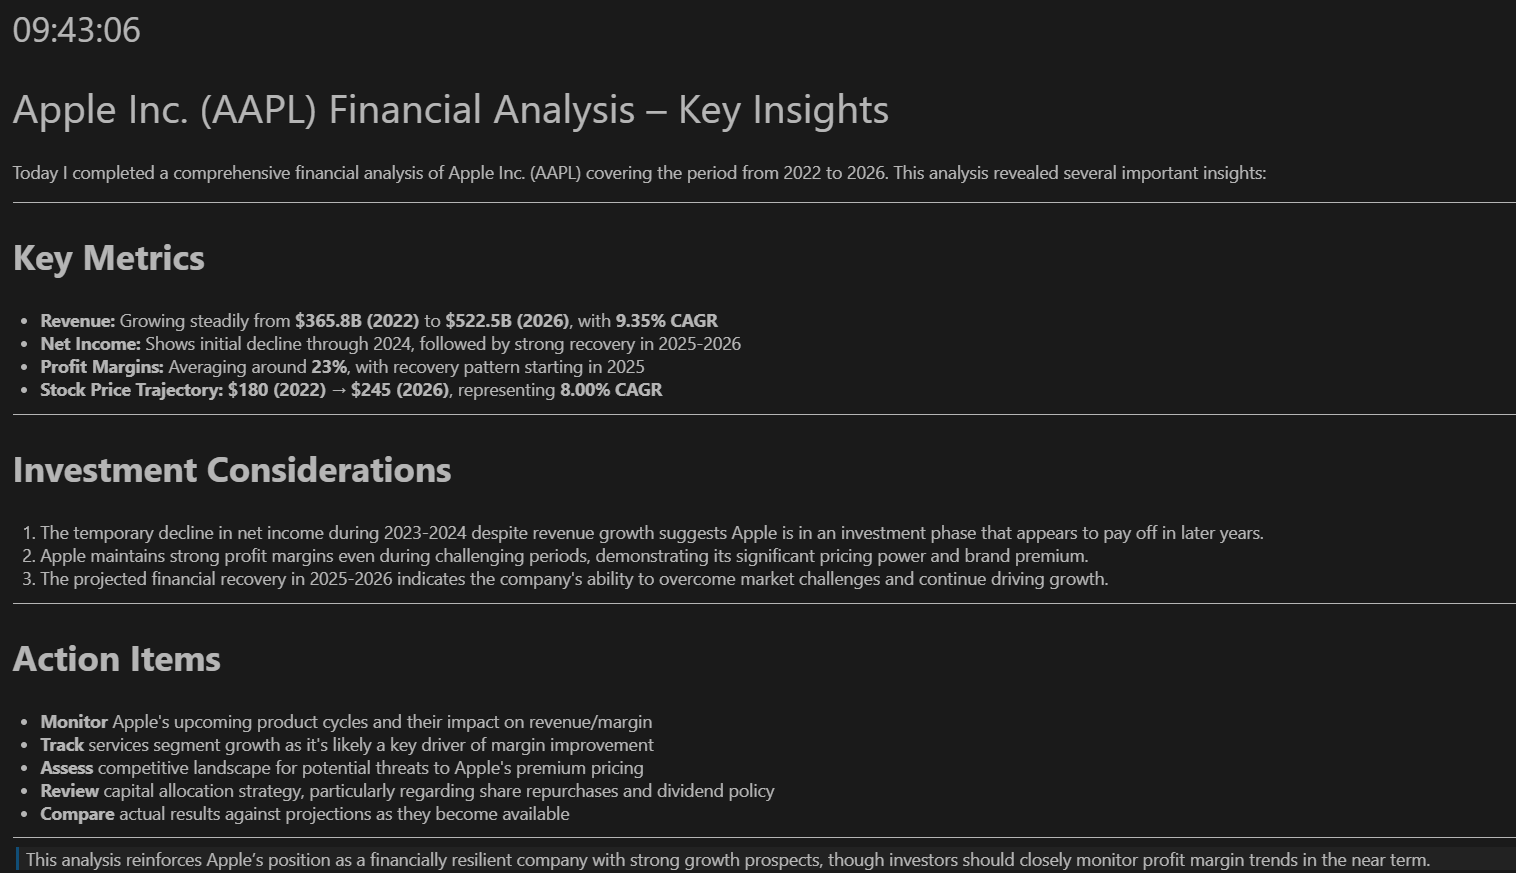 09:43:06
Apple Inc. (AAPL) Financial Analysis – Key Insights
Today I completed a comprehensive financial analysis of Apple Inc. (AAPL) covering the period from 2022 to 2026. This analysis revealed several important insights:
Key Metrics
• Revenue: Growing steadily from $365.8B (2022) to $522.5B (2026), with 9.35% CAGR
• Net Income: Shows initial decline through 2024, followed by strong recovery in 2025-2026
• Profit Margins: Averaging around 23%, with recovery pattern starting in 2025
• Stock Price Trajectory: $180 (2022) → $245 (2026), representing 8.00% CAGR
Investment Considerations
1. The temporary decline in net income during 2023-2024 despite revenue growth suggests Apple is in an investment phase that appears to pay off in later years.
2. Apple maintains strong profit margins even during challenging periods, demonstrating its significant pricing power and brand premium.
3. The projected financial recovery in 2025-2026 indicates the company's ability to overcome market challenges and continue driving growth.
Action Items
• Monitor Apple's upcoming product cycles and their impact on revenue/margin
• Track services segment growth as it's likely a key driver of margin improvement
• Assess competitive landscape for potential threats to Apple's premium pricing
• Review capital allocation strategy, particularly regarding share repurchases and dividend policy
• Compare actual results against projections as they become available
This analysis reinforces Apple’s position as a financially resilient company with strong growth prospects, though investors should closely monitor profit margin trends in the near term.